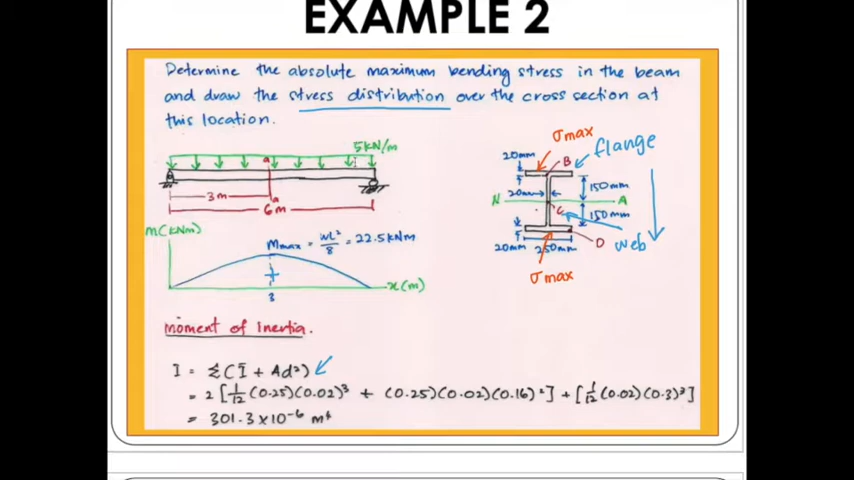 EXAMPLE 2
Determine the absolute maximum bending stress in the beam
and draw the stress distribution over the cross section at
this location.
5KN/m
a
3m
a
6m
σmax
flange
20mm
B
20mm
150mm
N
C
A
150mm
web
20mm
250mm
D
σmax
M(KNm)
Mmax = wL²/8 = 22.5KNm
x(m)
3
Moment of Inertia.
I = Σ(Ī + Ad²)
= 2[1/12(0.25)(0.02)³ + (0.25)(0.02)(0.16)²] + [1/12(0.02)(0.3)³]
= 301.3x10⁻⁶ m⁴